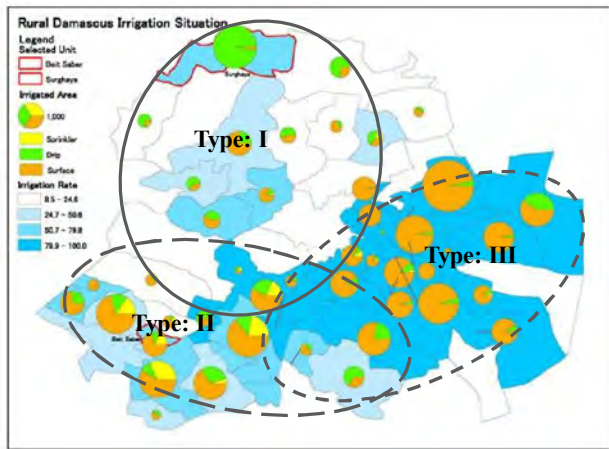 Rural Damascus Irrigation Situation
Legend
Selected Unit
Beit Saber
Surghaya
Irrigated Area
1,000
Sprinkler
Drip
Surface
Irrigation Rate
8.5 - 24.6
24.7 - 50.6
50.7 - 79.8
79.9 - 100.0
Surghaya
Type: I
Type: III
Type: II
Beit Saber